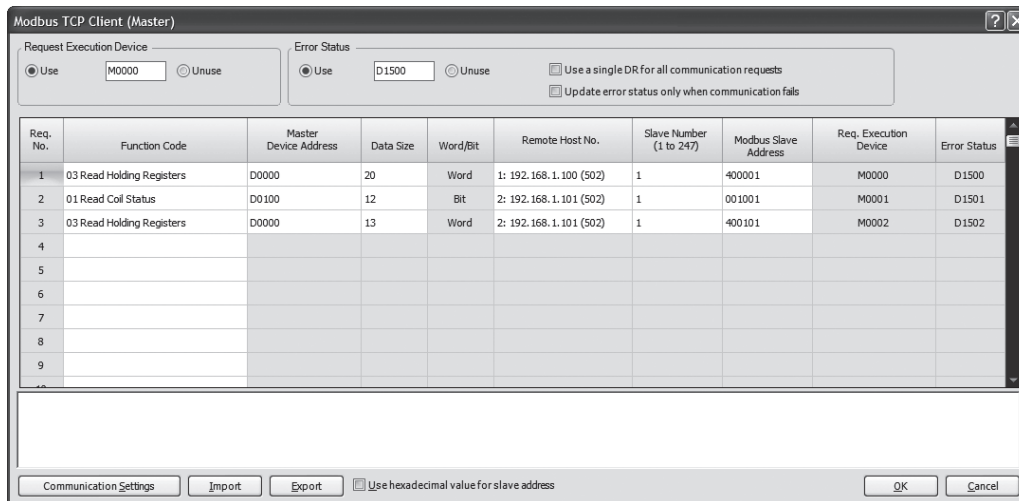 Modbus TCP Client (Master)
Request Execution Device
Use M0000 Unuse
Error Status
Use D1500 Unuse
Use a single DR for all communication requests
Update error status only when communication fails
Req. No. Function Code Master Device Address Data Size Word/Bit Remote Host No. Slave Number (1 to 247) Modbus Slave Address Req. Execution Device Error Status
1 03 Read Holding Registers D0000 20 Word 1: 192.168.1.100 (502) 1 400001 M0000 D1500
2 01 Read Coil Status D0100 12 Bit 2: 192.168.1.101 (502) 1 001001 M0001 D1501
3 03 Read Holding Registers D0000 13 Word 2: 192.168.1.101 (502) 1 400101 M0002 D1502
4
5
6
7
8
9
Communication Settings Import Export Use hexadecimal value for slave address OK Cancel